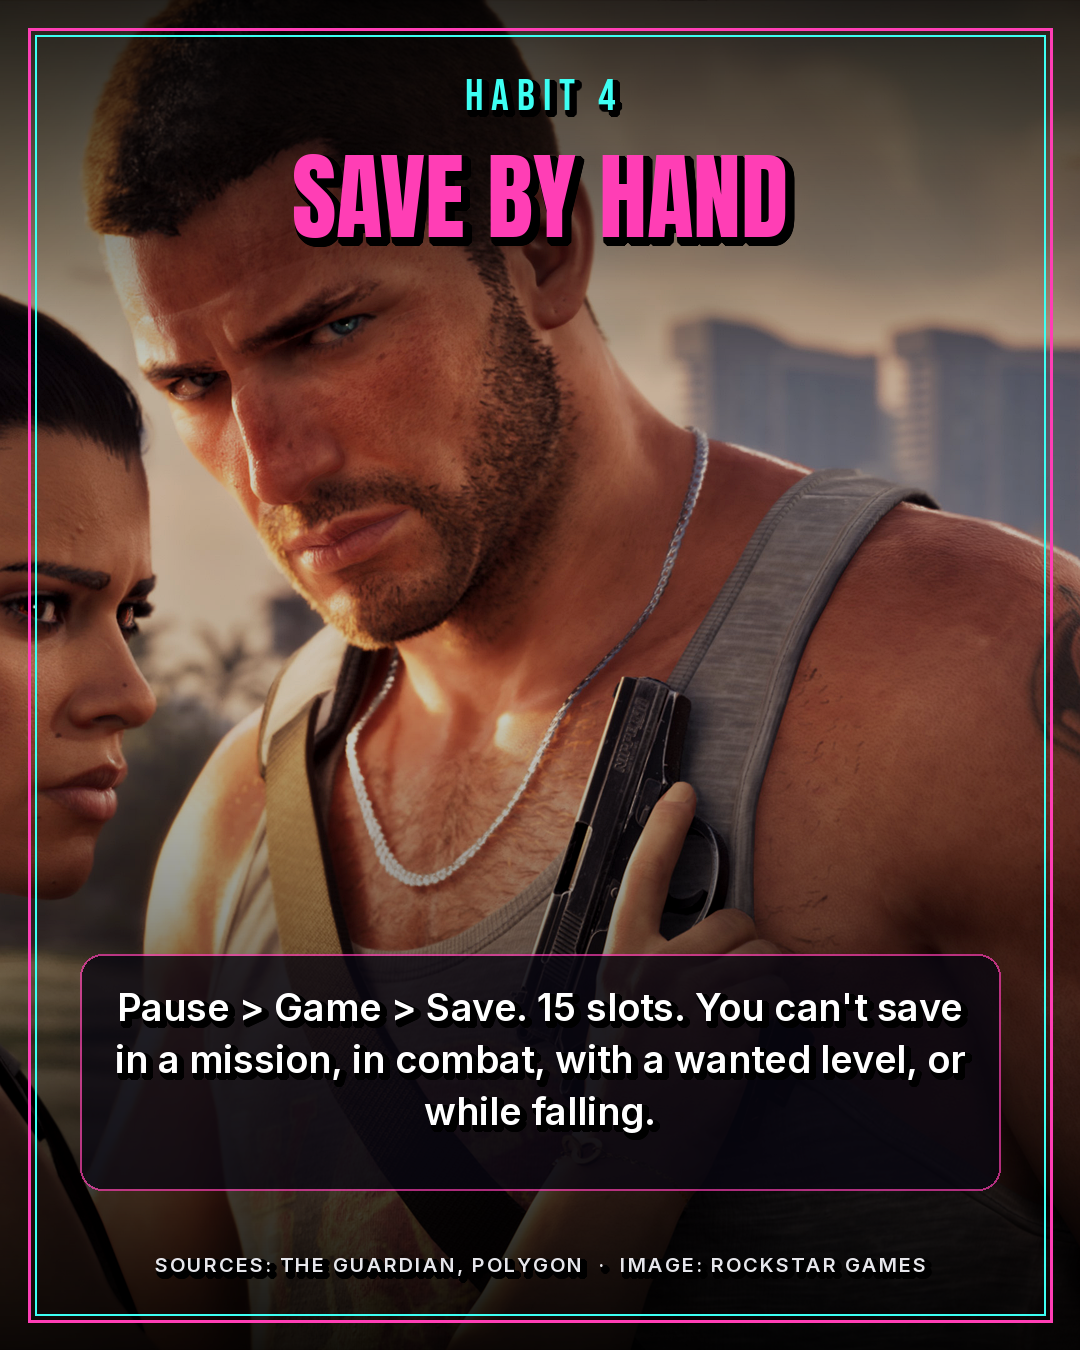 HABIT 4
SAVE BY HAND
Pause > Game > Save. 15 slots. You can't save
in a mission, in combat, with a wanted level, or
while falling.
SOURCES: THE GUARDIAN, POLYGON · IMAGE: ROCKSTAR GAMES